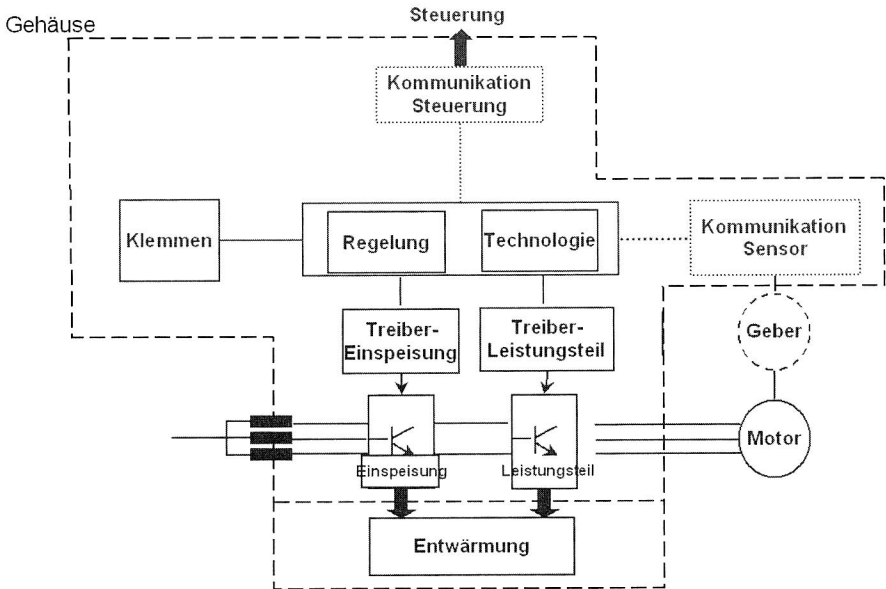 Steuerung
Gehäuse
Kommunikation
Steuerung
Klemmen
Regelung
Technologie
Kommunikation
Sensor
Treiber-
Einspeisung
Treiber-
Leistungsteil
Geber
Motor
Einspeisung
Leistungsteil
Entwärmung